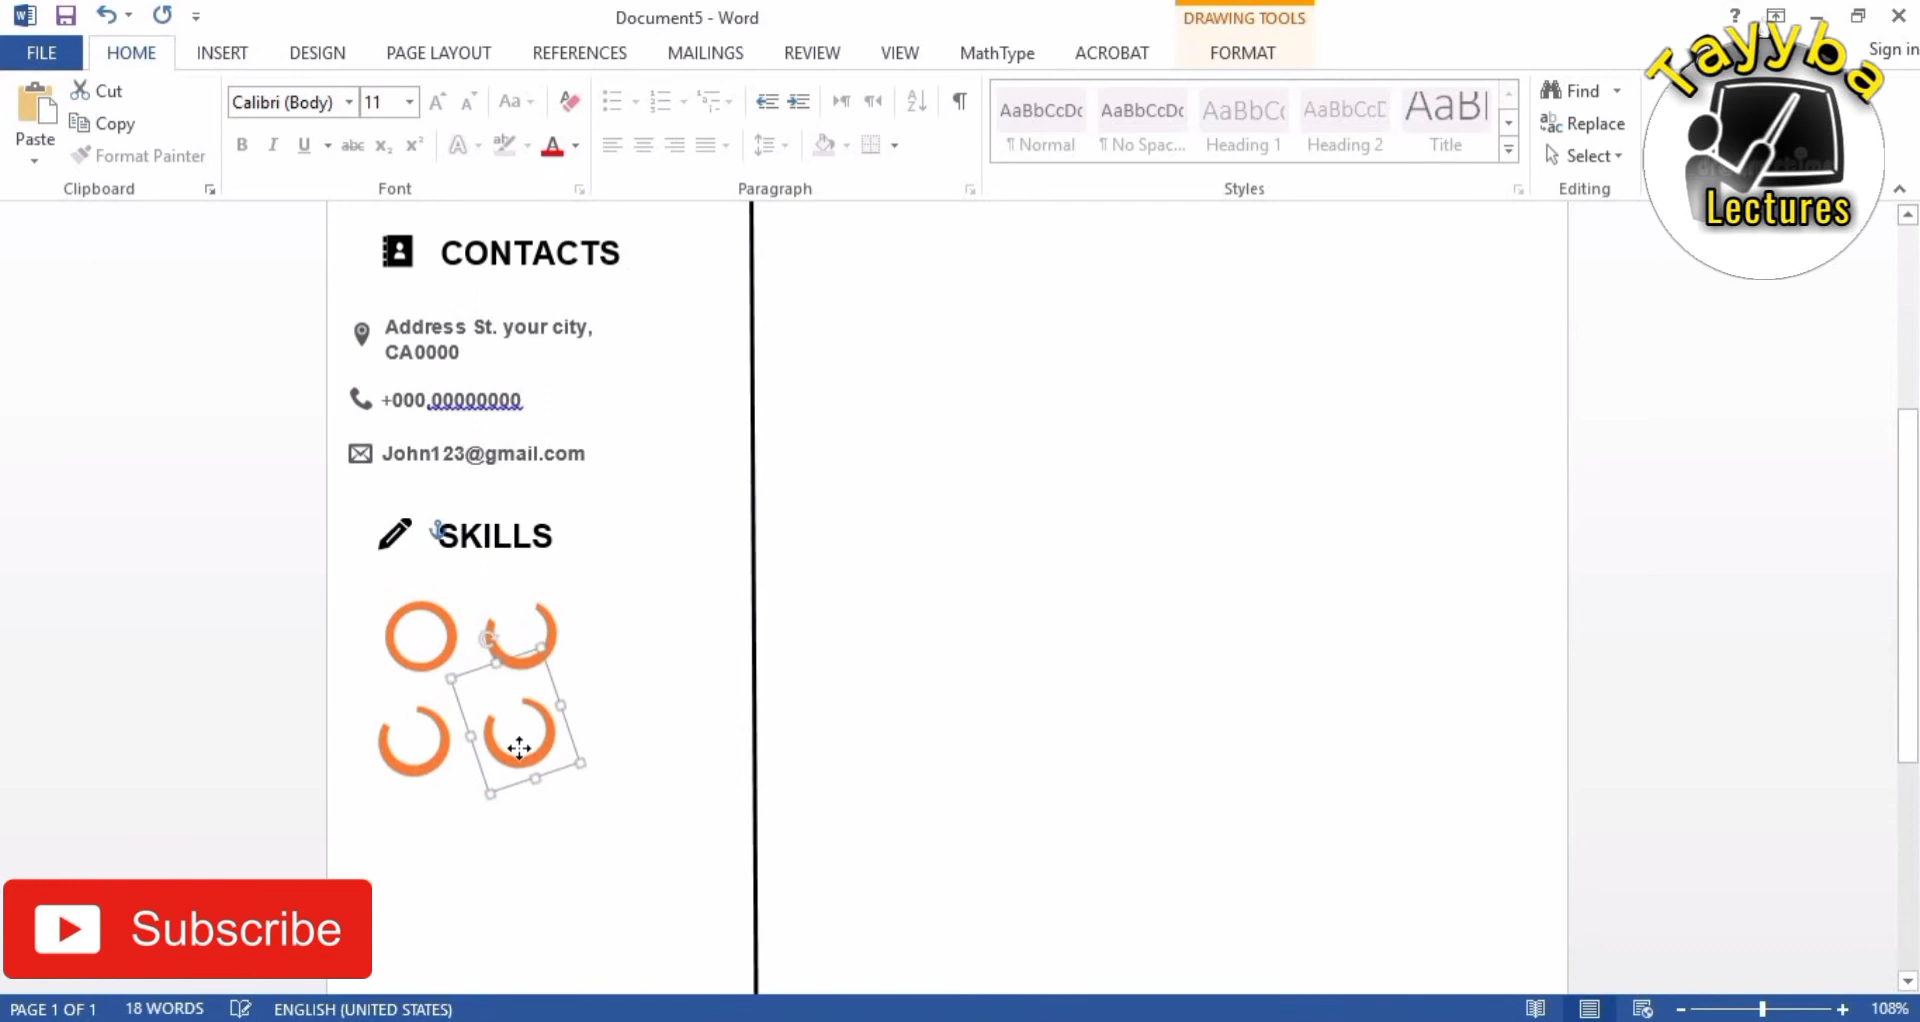 Document5 - Word
DRAWING TOOLS
?
FILE
HOME
INSERT
DESIGN
PAGE LAYOUT
REFERENCES
MAILINGS
REVIEW
VIEW
MathType
ACROBAT
FORMAT
Sign in
Tayyba
Lectures
Paste
Cut
Copy
Format Painter
Clipboard
Calibri (Body)
11
Aa
Font
Paragraph
AaBbCcDc
¶ Normal
AaBbCcDc
¶ No Spac...
AaBbCc
Heading 1
AaBbCcD
Heading 2
AaBl
Title
Styles
Find
Replace
Select
Editing
CONTACTS
Address St. your city,
CA0000
+000,00000000
John123@gmail.com
SKILLS
Subscribe
PAGE 1 OF 1
18 WORDS
ENGLISH (UNITED STATES)
108%